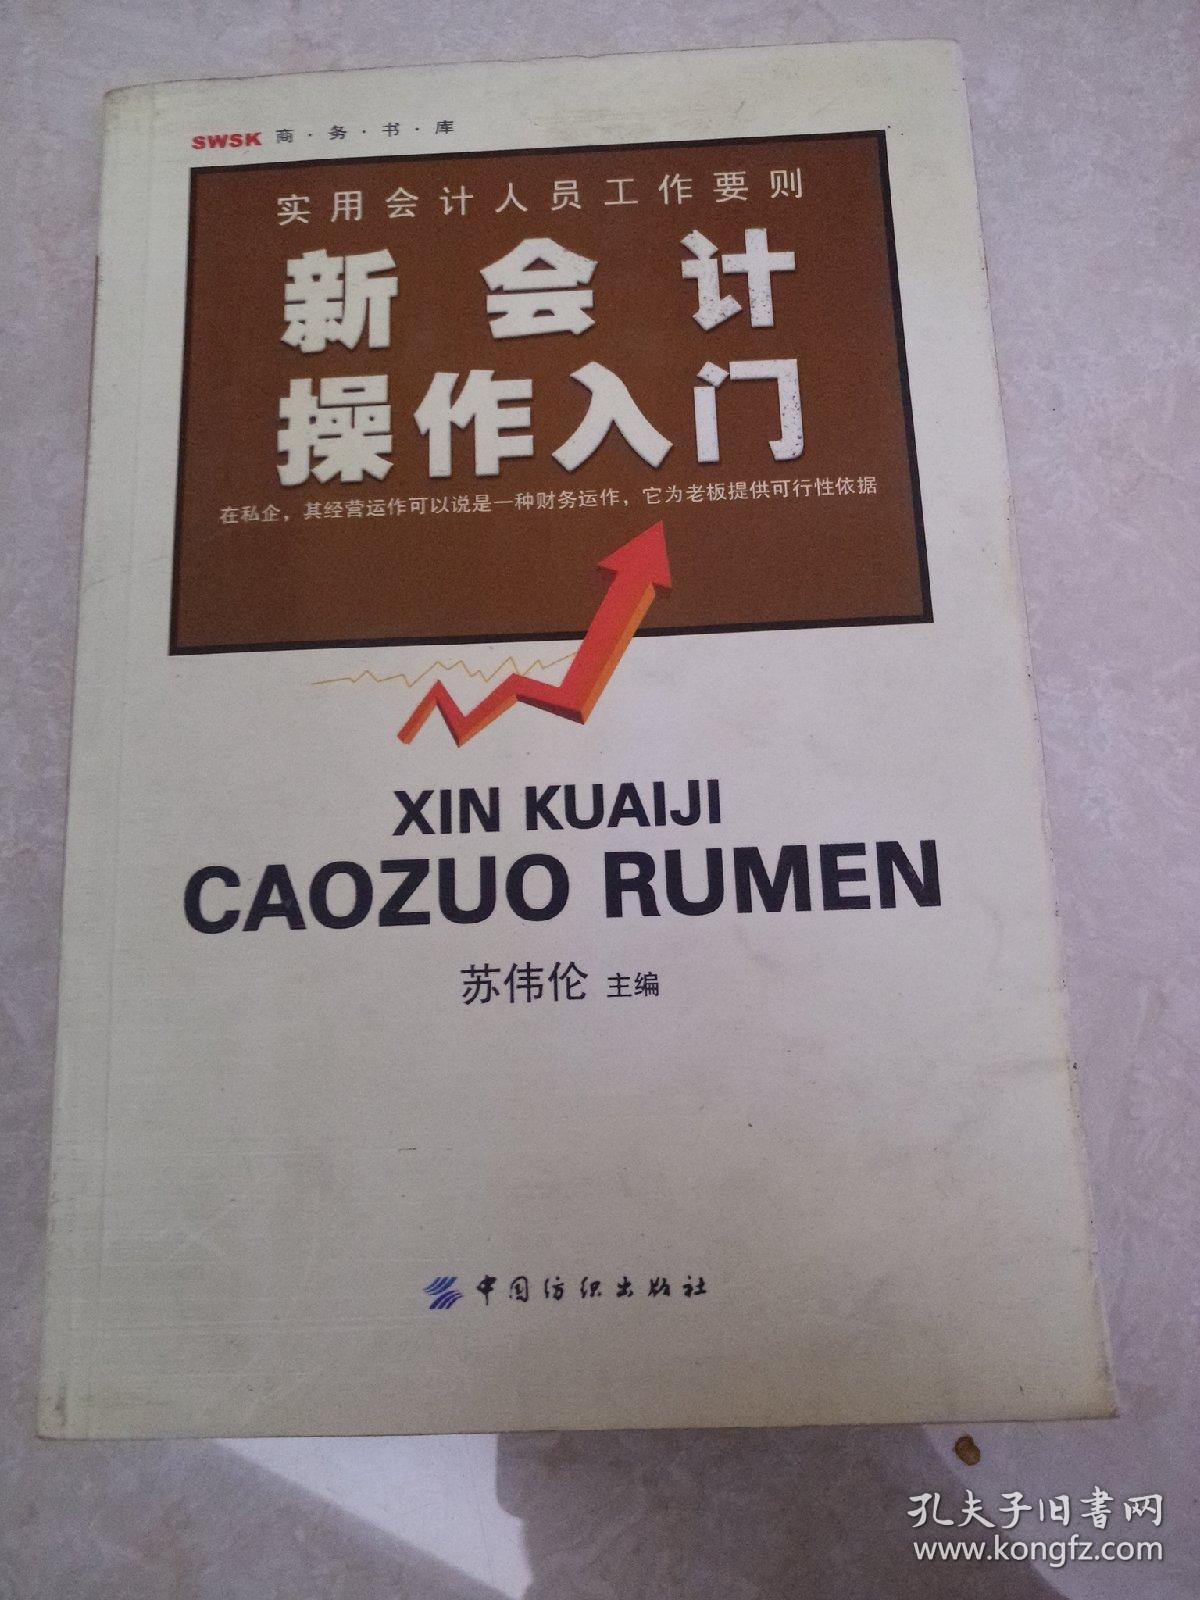 SWSK 商·务·书·库
实用会计人员工作要则
新会计
操作入门
在私企，其经营运作可以说是一种财务运作，它为老板提供可行性依据
XIN KUAIJI
CAOZUO RUMEN
苏伟伦 主编
中国纺织出版社
孔夫子旧书网
www.kongfz.com